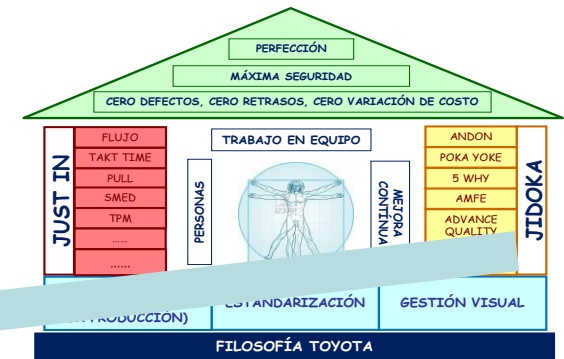 PERFECCIÓN
MÁXIMA SEGURIDAD
CERO DEFECTOS, CERO RETRASOS, CERO VARIACIÓN DE COSTO
JUST IN
FLUJO
TAKT TIME
PULL
SMED
TPM
……
……
TRABAJO EN EQUIPO
PERSONAS
MEJORA
CONTÍNUA
ANDON
POKA YOKE
5 WHY
AMFE
ADVANCE
QUALITY
JIDOKA
ESTANDARIZACIÓN
GESTIÓN VISUAL
FILOSOFÍA TOYOTA